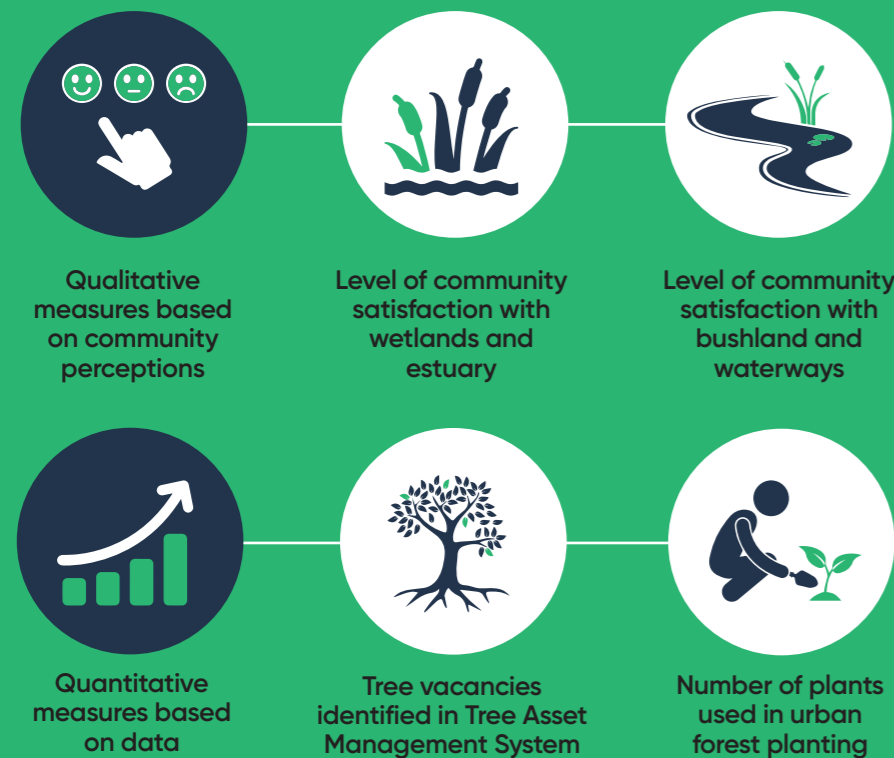 Qualitative
measures based
on community
perceptions
Level of community
satisfaction with
wetlands and
estuary
Level of community
satisfaction with
bushland and
waterways
Quantitative
measures based
on data
Tree vacancies
identified in Tree Asset
Management System
Number of plants
used in urban
forest planting